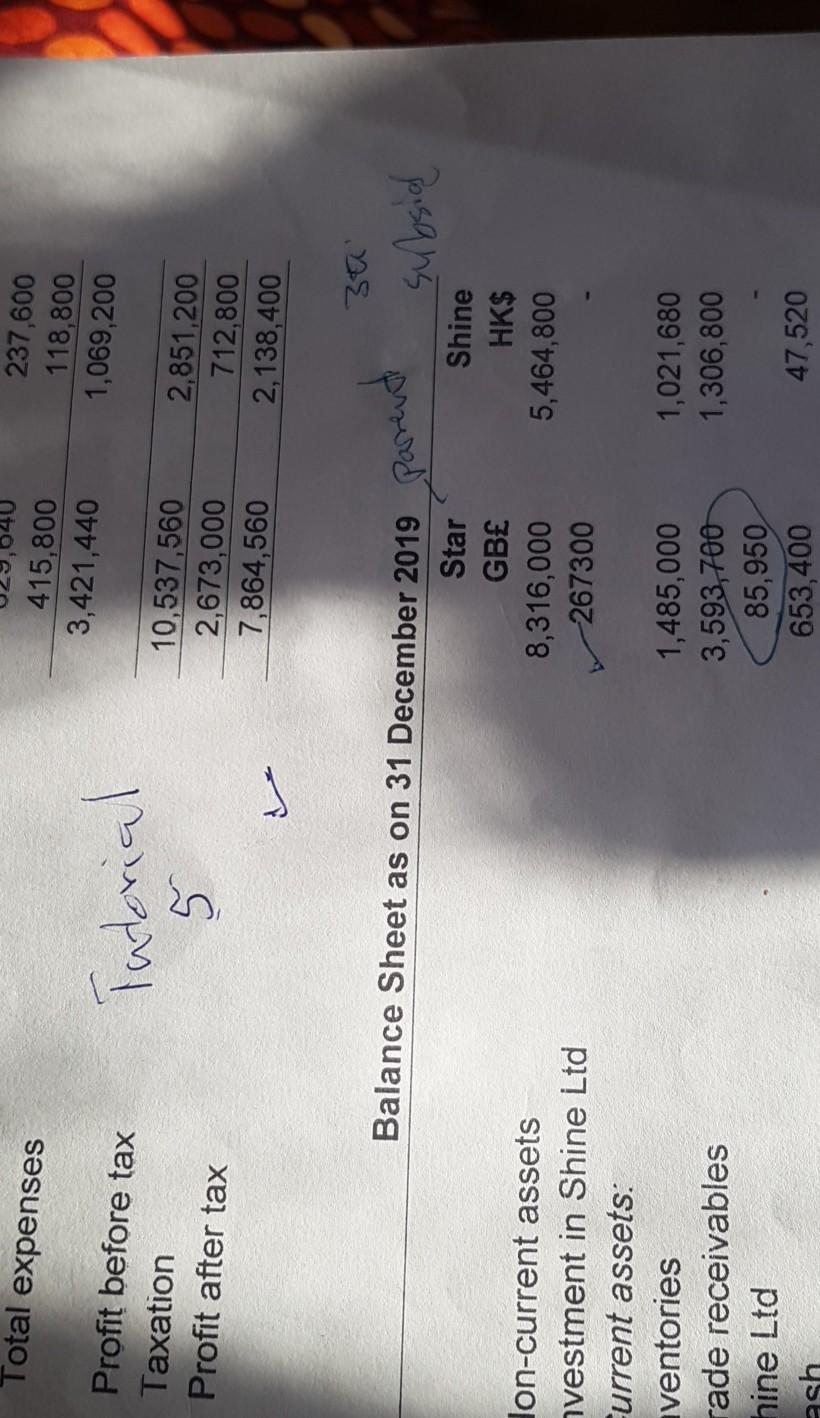 237,600
415,800 118,800
Total expenses 3,421,440 1,069,200
Profit before tax 10,537,560 2,851,200
Taxation 2,673,000 712,800
Profit after tax 7,864,560 2,138,400
Tutorial
5
Balance Sheet as on 31 December 2019
parent subsid
Star Shine
GB£ HK$
on-current assets 8,316,000 5,464,800
nvestment in Shine Ltd 267300 -
urrent assets:
ventories 1,485,000 1,021,680
rade receivables 3,593,700 1,306,800
hine Ltd 85,950 -
ash 653,400 47,520